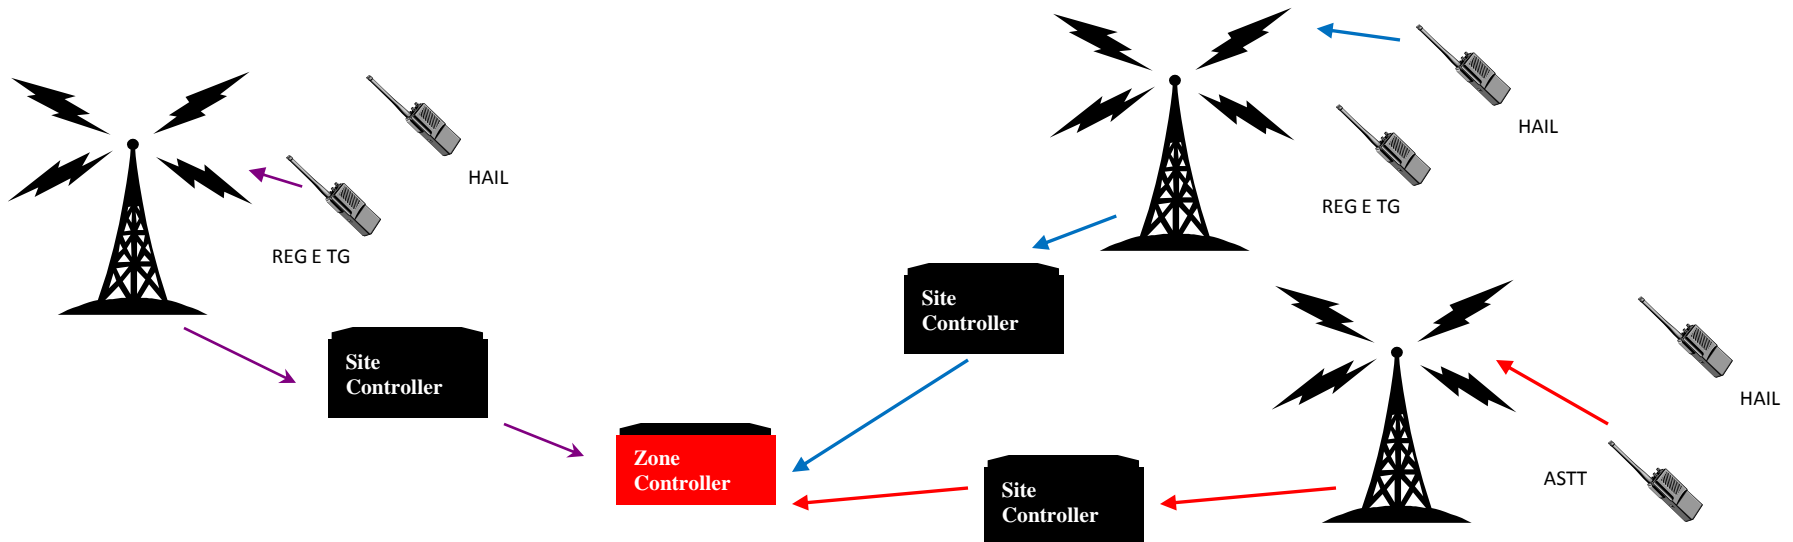 HAIL
HAIL
REG E TG
REG E TG
Site
Controller
Site
Controller
HAIL
Zone
Controller
ASTT
Site
Controller